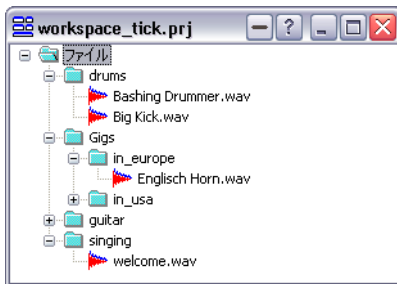 workspace_tick.prj
ファイル
drums
Bashing Drummer.wav
Big Kick.wav
Gigs
in_europe
Englisch Horn.wav
in_usa
guitar
singing
welcome.wav